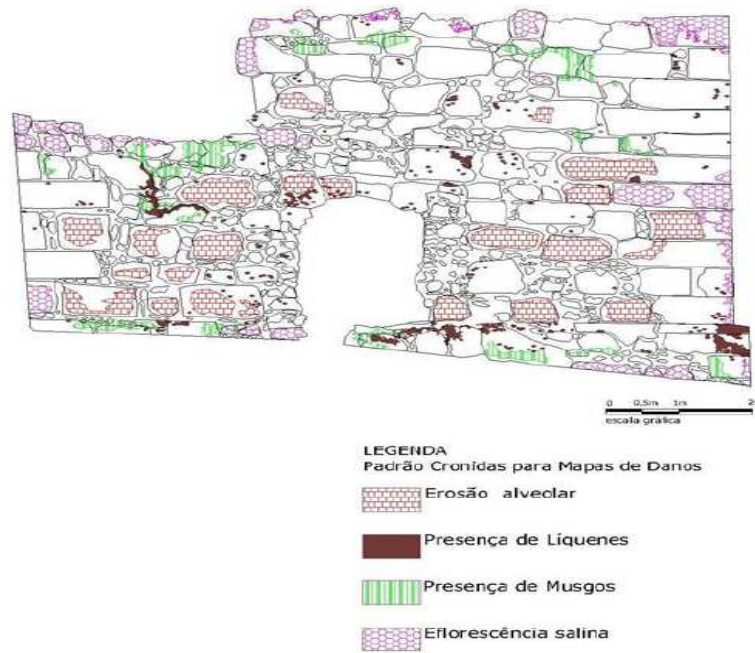 0 0,5m 1m 2
escala gráfica
LEGENDA
Padrão Cronidas para Mapas de Danos
Erosão alveolar
Presença de Líquenes
Presença de Musgos
Eflorescência salina